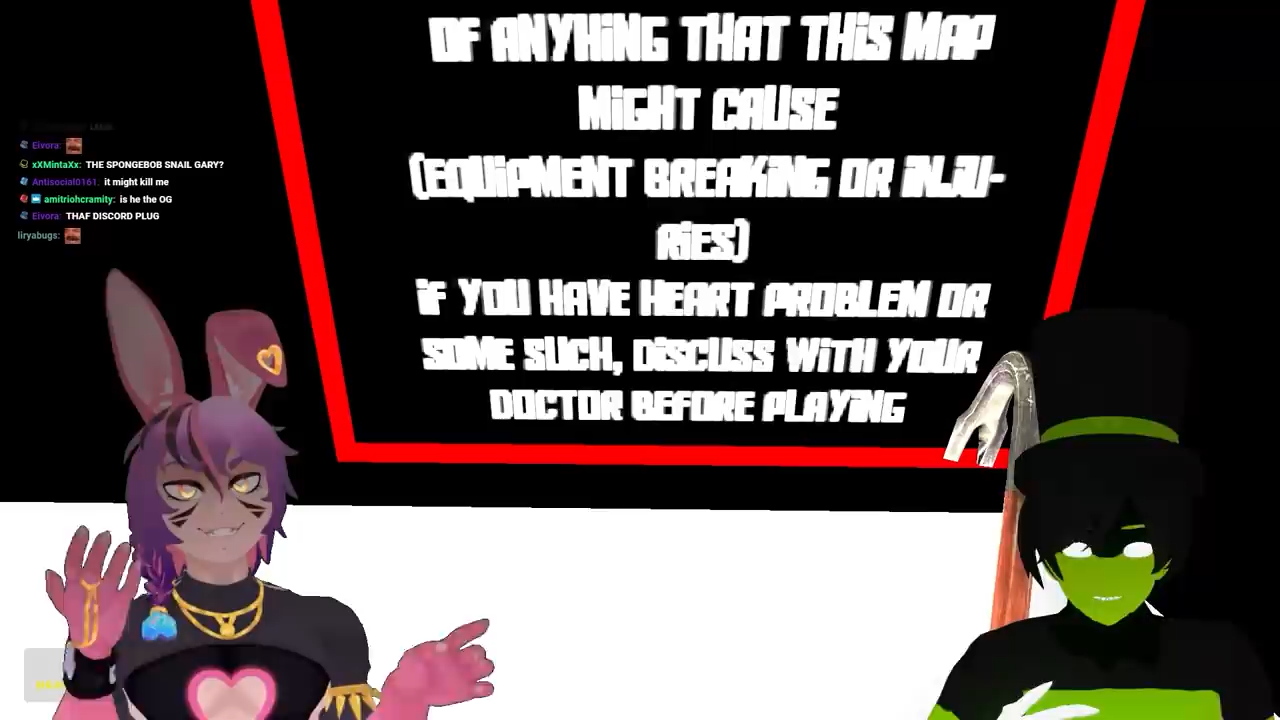 Eivora:
xXMintaXx: THE SPONGEBOB SNAIL GARY?
Antisocial0161: it might kill me
amitriohcramity: is he the OG
Eivora: THAF DISCORD PLUG
liryabugs:
OF ANYHiNG THAT THiS MAP
MiGHT CAUSE
(EQUiPMENT BREAKiNG OR iNJU-
RiES)
iF YOU HAVE HEART PROBLEM OR
SOME SUCH, DiSCUSS WiTH YOUR
DOCTOR BEFORE PLAYiNG